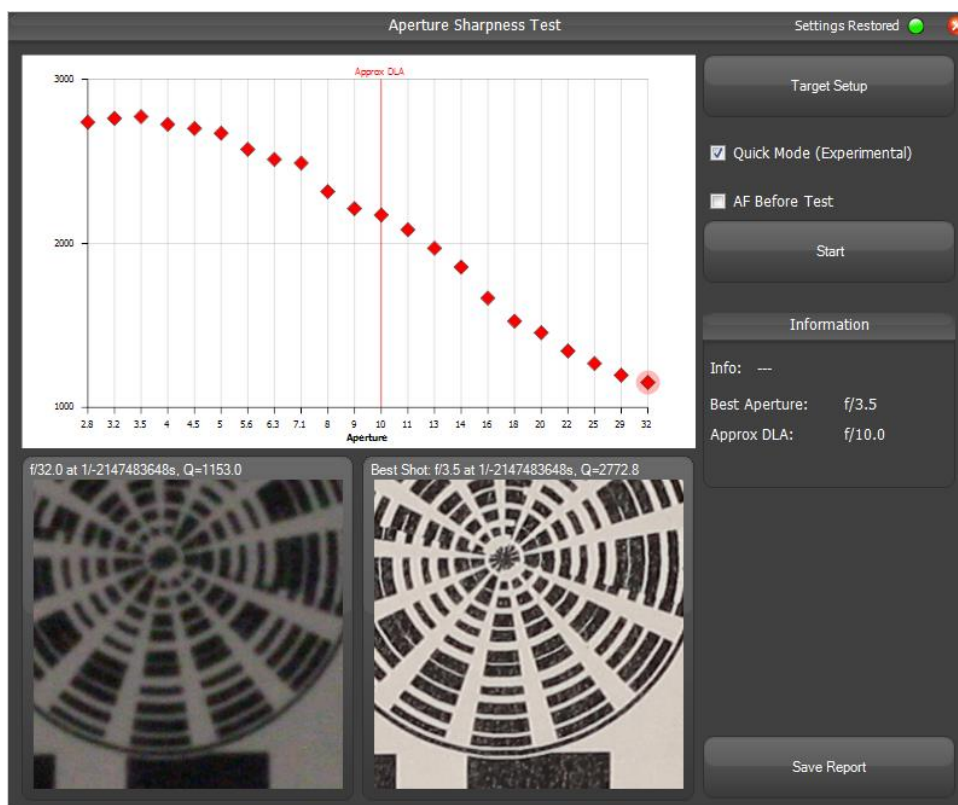 Aperture Sharpness Test
Settings Restored
Approx DLA
3000
2000
1000
2.8 3.2 3.5 4 4.5 5 5.6 6.3 7.1 8 9 10 11 13 14 16 18 20 22 25 29 32
Aperture
Target Setup
Quick Mode (Experimental)
AF Before Test
Start
Information
Info: ---
Best Aperture: f/3.5
Approx DLA: f/10.0
f/32.0 at 1/-2147483648s, Q=1153.0
Best Shot: f/3.5 at 1/-2147483648s, Q=2772.8
Save Report